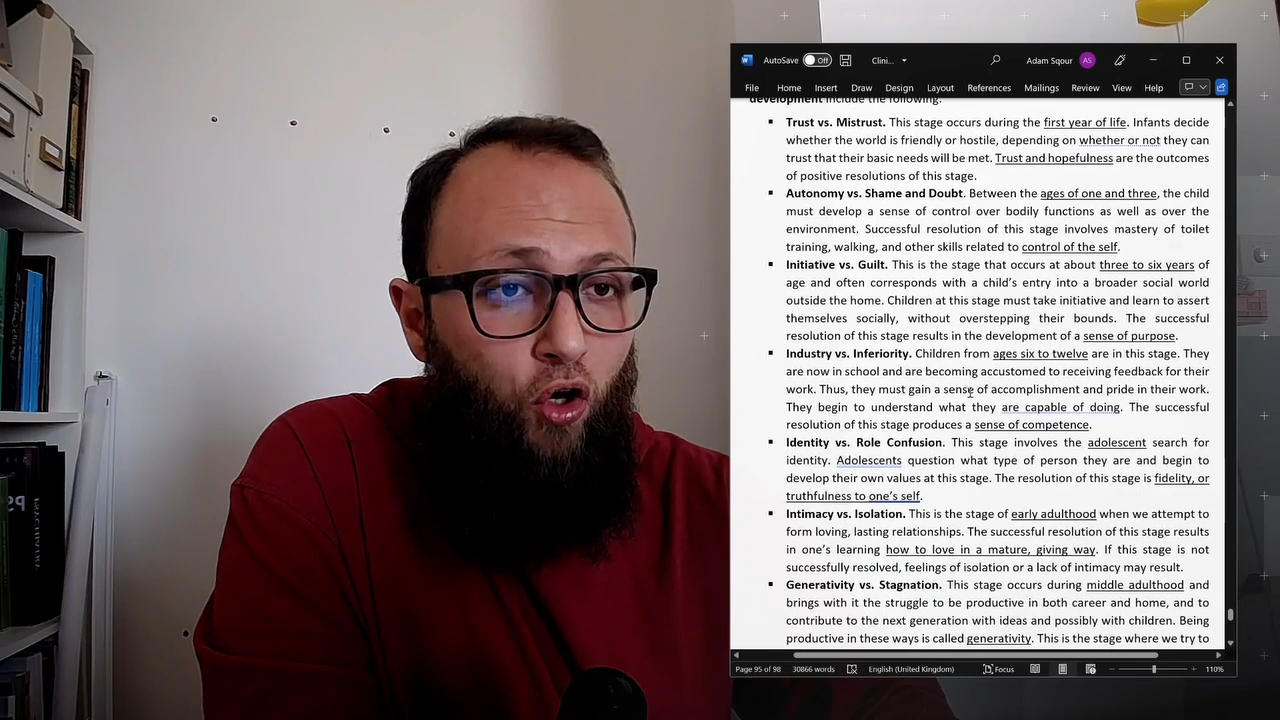 AutoSave Off Clini... Adam Sqour AS
File Home Insert Draw Design Layout References Mailings Review View Help
development include the following:
▪ Trust vs. Mistrust. This stage occurs during the first year of life. Infants decide
whether the world is friendly or hostile, depending on whether or not they can
trust that their basic needs will be met. Trust and hopefulness are the outcomes
of positive resolutions of this stage.
▪ Autonomy vs. Shame and Doubt. Between the ages of one and three, the child
must develop a sense of control over bodily functions as well as over the
environment. Successful resolution of this stage involves mastery of toilet
training, walking, and other skills related to control of the self.
▪ Initiative vs. Guilt. This is the stage that occurs at about three to six years of
age and often corresponds with a child's entry into a broader social world
outside the home. Children at this stage must take initiative and learn to assert
themselves socially, without overstepping their bounds. The successful
resolution of this stage results in the development of a sense of purpose.
▪ Industry vs. Inferiority. Children from ages six to twelve are in this stage. They
are now in school and are becoming accustomed to receiving feedback for their
work. Thus, they must gain a sense of accomplishment and pride in their work.
They begin to understand what they are capable of doing. The successful
resolution of this stage produces a sense of competence.
▪ Identity vs. Role Confusion. This stage involves the adolescent search for
identity. Adolescents question what type of person they are and begin to
develop their own values at this stage. The resolution of this stage is fidelity, or
truthfulness to one's self.
▪ Intimacy vs. Isolation. This is the stage of early adulthood when we attempt to
form loving, lasting relationships. The successful resolution of this stage results
in one's learning how to love in a mature, giving way. If this stage is not
successfully resolved, feelings of isolation or a lack of intimacy may result.
▪ Generativity vs. Stagnation. This stage occurs during middle adulthood and
brings with it the struggle to be productive in both career and home, and to
contribute to the next generation with ideas and possibly with children. Being
productive in these ways is called generativity. This is the stage where we try to
Page 95 of 98 30866 words English (United Kingdom) Focus 110%